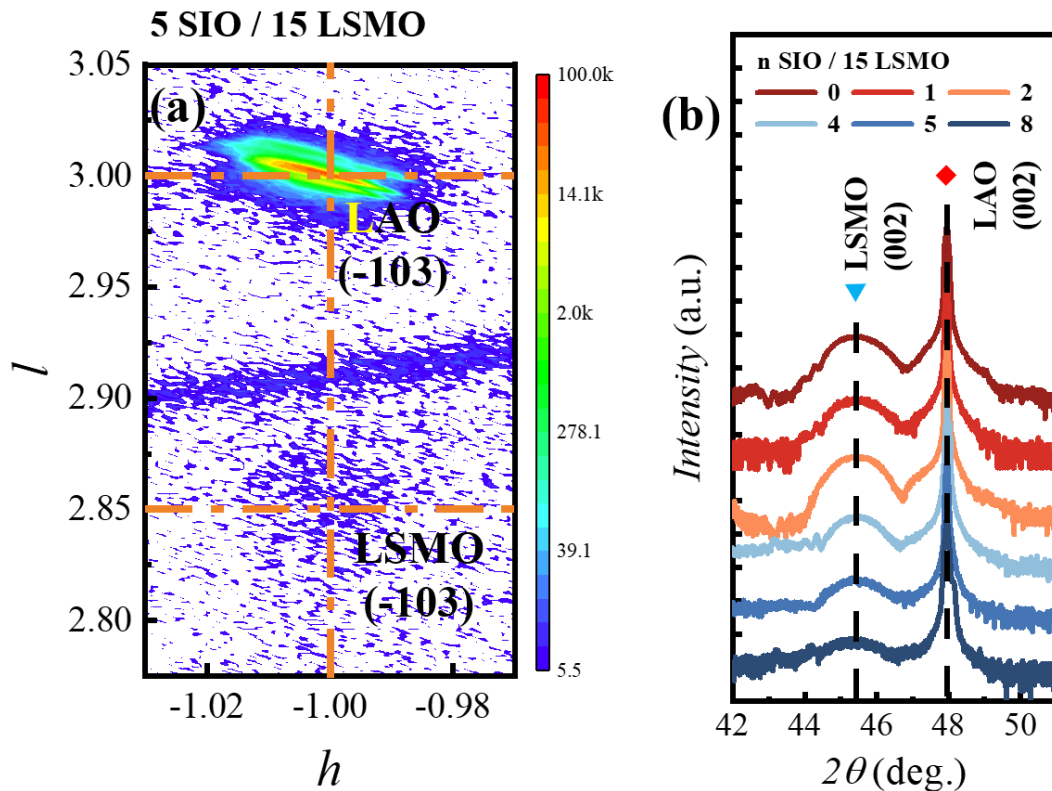 5 SIO / 15 LSMO
(a)
3.05
3.00
2.95
2.90
2.85
2.80
l
-1.02
-1.00
-0.98
h
LAO
(-103)
LSMO
(-103)
100.0k
14.1k
2.0k
278.1
39.1
5.5
(b)
n SIO / 15 LSMO
0 1 2
4 5 8
LSMO
(002)
LAO
(002)
Intensity (a.u.)
42 44 46 48 50
2θ (deg.)